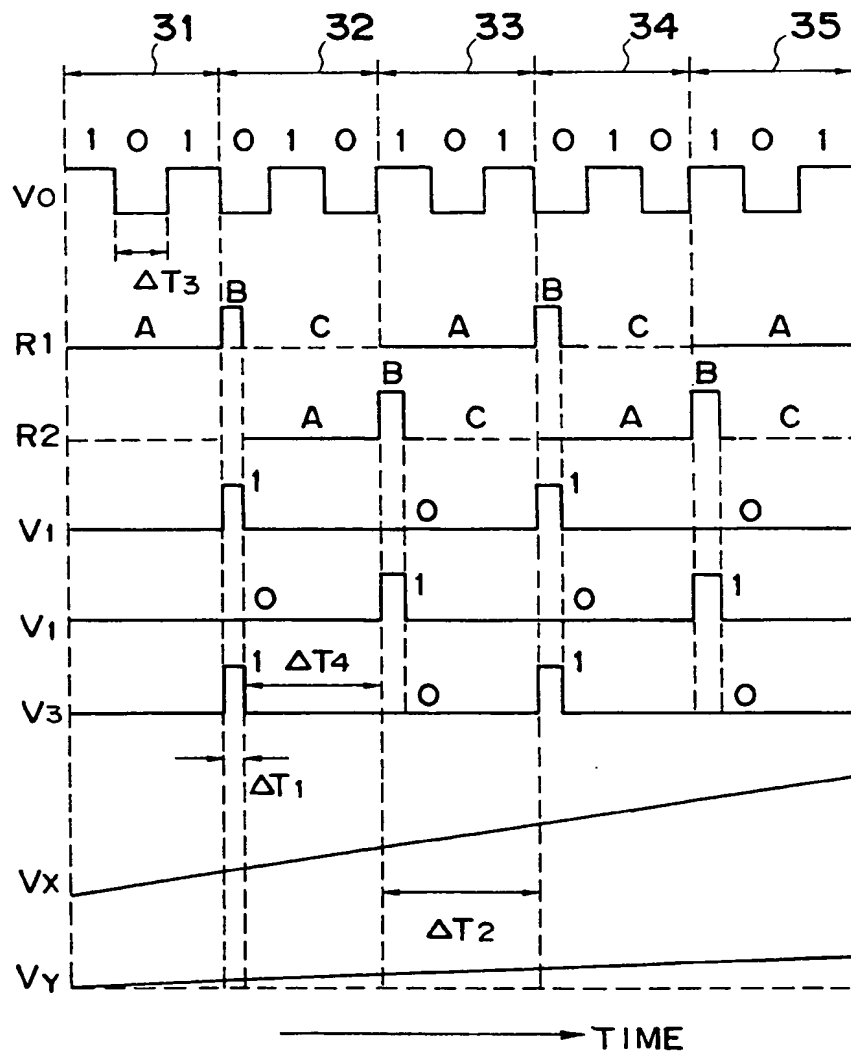 31 32 33 34 35
1 0 1 0 1 0 1 0 1 0 1 0 1 0 1
V0
ΔT3
B B
R1 A C A C A
B B
R2 A C A C
1 1
V1 0 0
1 1
V1 0 0
1 ΔT4 1
V3 0 0
ΔT1
VX
ΔT2
VY
TIME